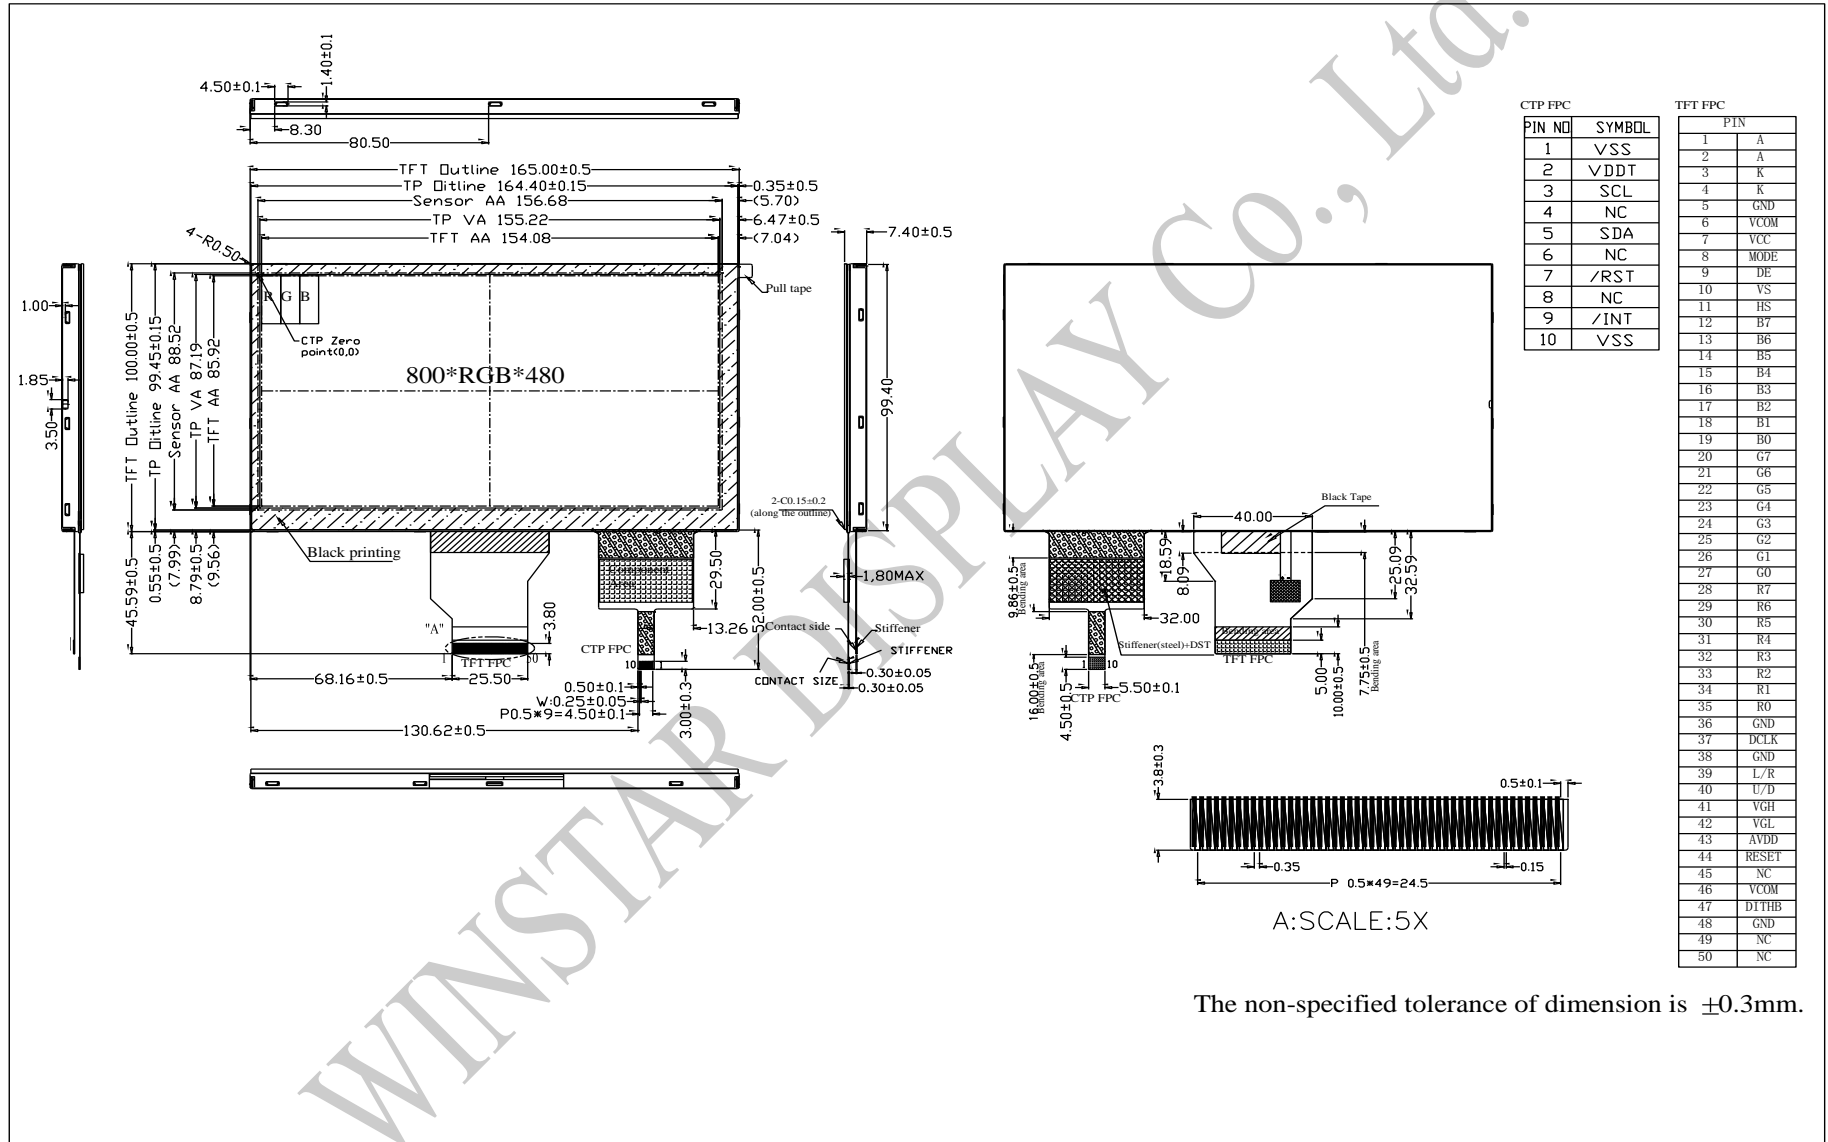 1.40±0.1
4.50±0.1
8.30
80.50
TFT Outline 165.00±0.5
TP Oitline 164.40±0.15
0.35±0.5
Sensor AA 156.68
(5.70)
TP VA 155.22
6.47±0.5
TFT AA 154.08
(7.04)
4-R0.50
7.40±0.5
Pull tape
R G B
CTP Zero
point(0,0)
800*RGB*480
1.00
1.85
3.50
TFT Outline 100.00±0.5
TP Oitline 99.45±0.15
Sensor AA 88.52
TP VA 87.19
TFT AA 85.92
99.40
2-C0.15±0.2
(along the outline)
Black printing
45.59±0.5
0.55±0.5
(7.99)
8.79±0.5
(9.56)
Component
Area
29.50
52.00±0.5
1,80MAX
3.80
13.26
"A"
1
TFT FPC
50
CTP FPC
10
1
Contact side
Stiffener
STIFFENER
CONTACT SIZE
0.30±0.05
0.30±0.05
68.16±0.5
25.50
0.50±0.1
W:0.25±0.05
P0.5*9=4.50±0.1
3.00±0.3
130.62±0.5
Black Tape
40.00
18.59
8.09
25.09
32.59
9.86±0.5
Bending area
32.00
Stiffener(steel)+DST
Bending area
TFT FPC
1 10
5.50±0.1
CTP FPC
16.00±0.5
Bending area
4.50±0.5
5.00
10.00±0.5
7.75±0.5
Bending area
3.8±0.3
0.5±0.1
0.35
0.15
P 0.5*49=24.5
A:SCALE:5X
CTP FPC
PIN NO SYMBOL
1 VSS
2 VDDT
3 SCL
4 NC
5 SDA
6 NC
7 /RST
8 NC
9 /INT
10 VSS
TFT FPC
PIN
1 A
2 A
3 K
4 K
5 GND
6 VCOM
7 VCC
8 MODE
9 DE
10 VS
11 HS
12 B7
13 B6
14 B5
15 B4
16 B3
17 B2
18 B1
19 B0
20 G7
21 G6
22 G5
23 G4
24 G3
25 G2
26 G1
27 G0
28 R7
29 R6
30 R5
31 R4
32 R3
33 R2
34 R1
35 R0
36 GND
37 DCLK
38 GND
39 L/R
40 U/D
41 VGH
42 VGL
43 AVDD
44 RESET
45 NC
46 VCOM
47 DITHB
48 GND
49 NC
50 NC
The non-specified tolerance of dimension is ±0.3mm.
WINSTAR DISPLAY Co., Ltd.